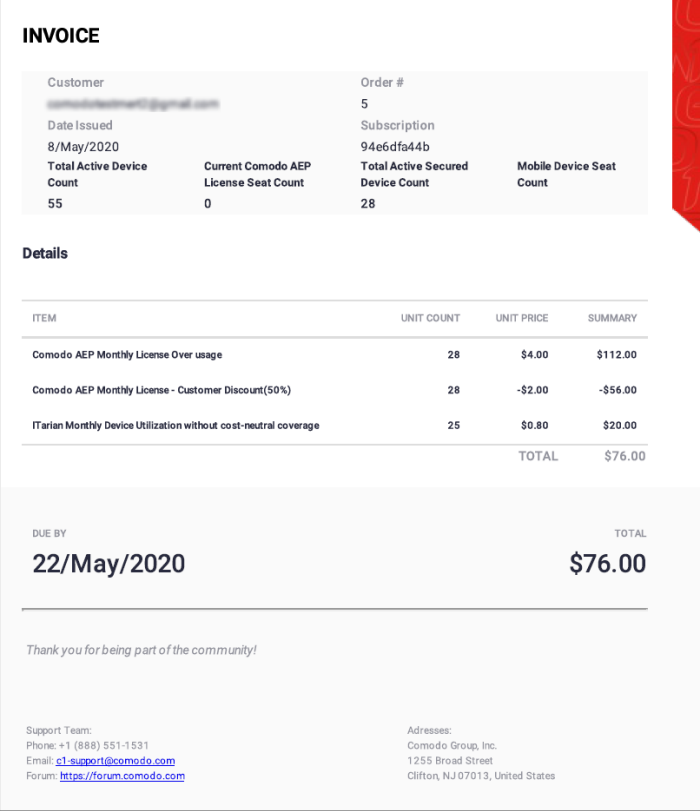 INVOICE
Customer
Order #
5
Date Issued
Subscription
8/May/2020
94e6dfa44b
Total Active Device Count
Current Comodo AEP License Seat Count
Total Active Secured Device Count
Mobile Device Seat Count
55
0
28
Details
ITEM UNIT COUNT UNIT PRICE SUMMARY
Comodo AEP Monthly License Over usage 28 $4.00 $112.00
Comodo AEP Monthly License - Customer Discount(50%) 28 -$2.00 -$56.00
ITarian Monthly Device Utilization without cost-neutral coverage 25 $0.80 $20.00
TOTAL $76.00
DUE BY TOTAL
22/May/2020 $76.00
Thank you for being part of the community!
Support Team:
Phone: +1 (888) 551-1531
Email: c1-support@comodo.com
Forum: https://forum.comodo.com
Adresses:
Comodo Group, Inc.
1255 Broad Street
Clifton, NJ 07013, United States